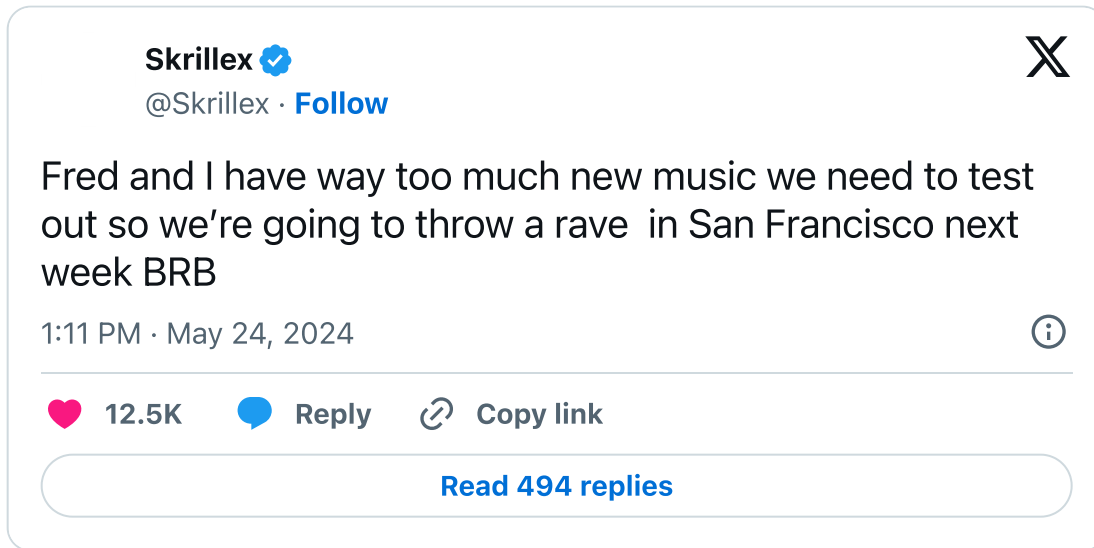 Skrillex
@Skrillex · Follow
Fred and I have way too much new music we need to test
out so we’re going to throw a rave  in San Francisco next
week BRB
1:11 PM · May 24, 2024
12.5K Reply Copy link
Read 494 replies